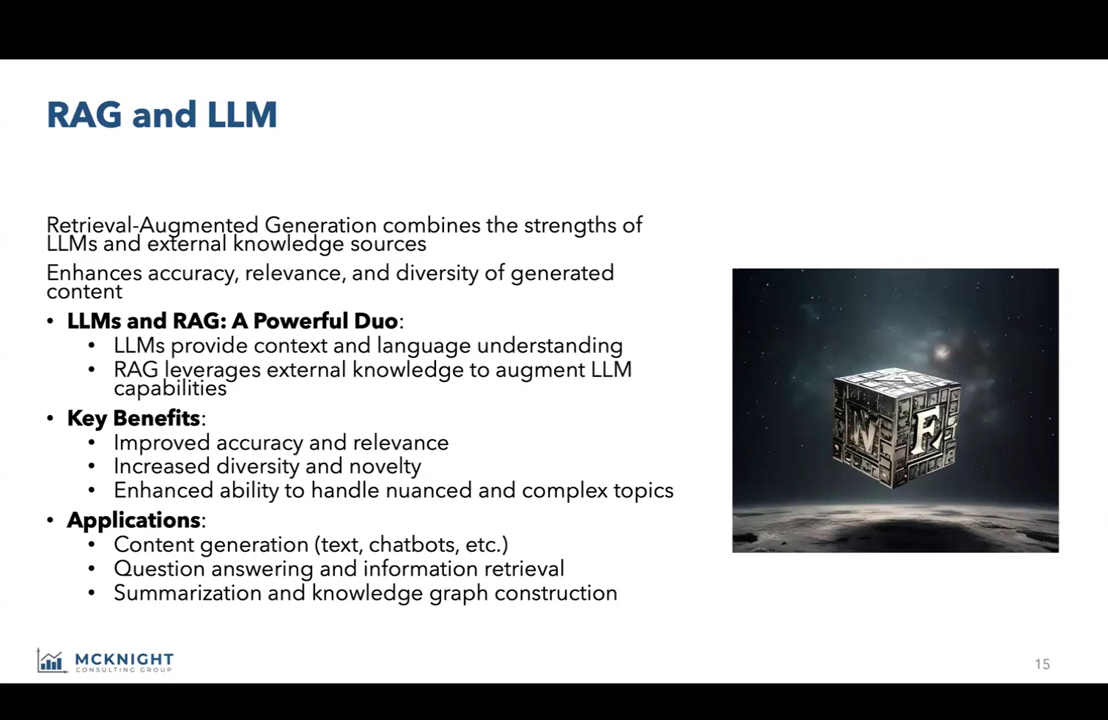 RAG and LLM
Retrieval-Augmented Generation combines the strengths of
LLMs and external knowledge sources
Enhances accuracy, relevance, and diversity of generated
content
• LLMs and RAG: A Powerful Duo:
• LLMs provide context and language understanding
• RAG leverages external knowledge to augment LLM
capabilities
• Key Benefits:
• Improved accuracy and relevance
• Increased diversity and novelty
• Enhanced ability to handle nuanced and complex topics
• Applications:
• Content generation (text, chatbots, etc.)
• Question answering and information retrieval
• Summarization and knowledge graph construction
N
F
MCKNIGHT
CONSULTING GROUP
15